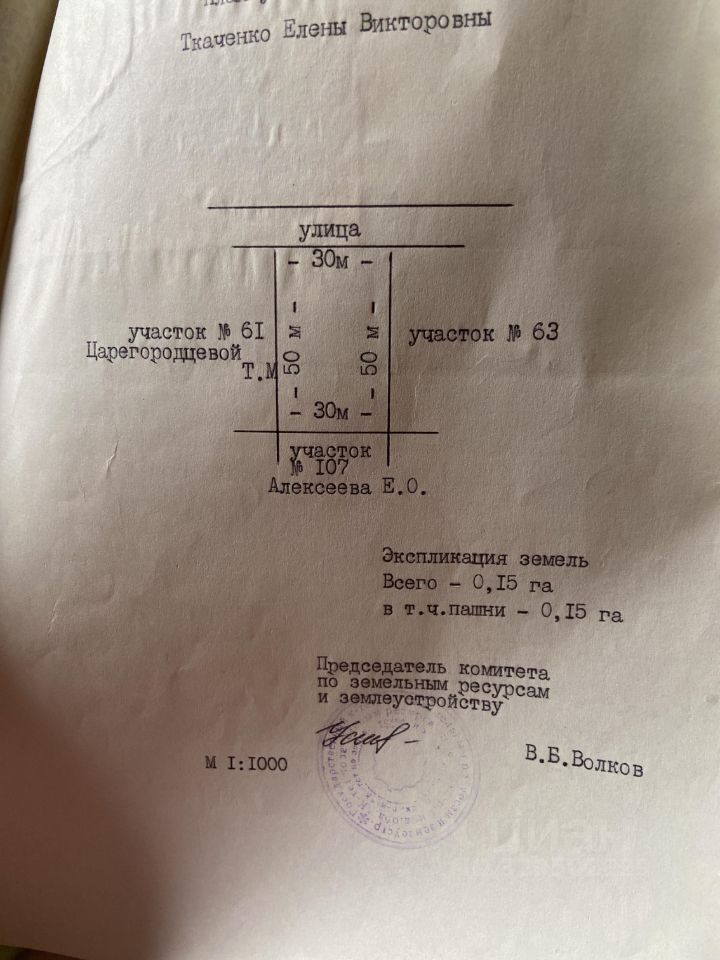 Ткаченко Елены Викторовны
улица
- 30м -
участок № 61
Царегородцевой
Т.М
- 50 м -
- 50 м -
участок № 63
- 30м -
участок
№ 107
Алексеева Е.О.
Экспликация земель
Всего - 0,15 га
в т.ч.пашни - 0,15 га
Председатель комитета
по земельным ресурсам
и землеустройству
М 1:1000
В.Б.Волков